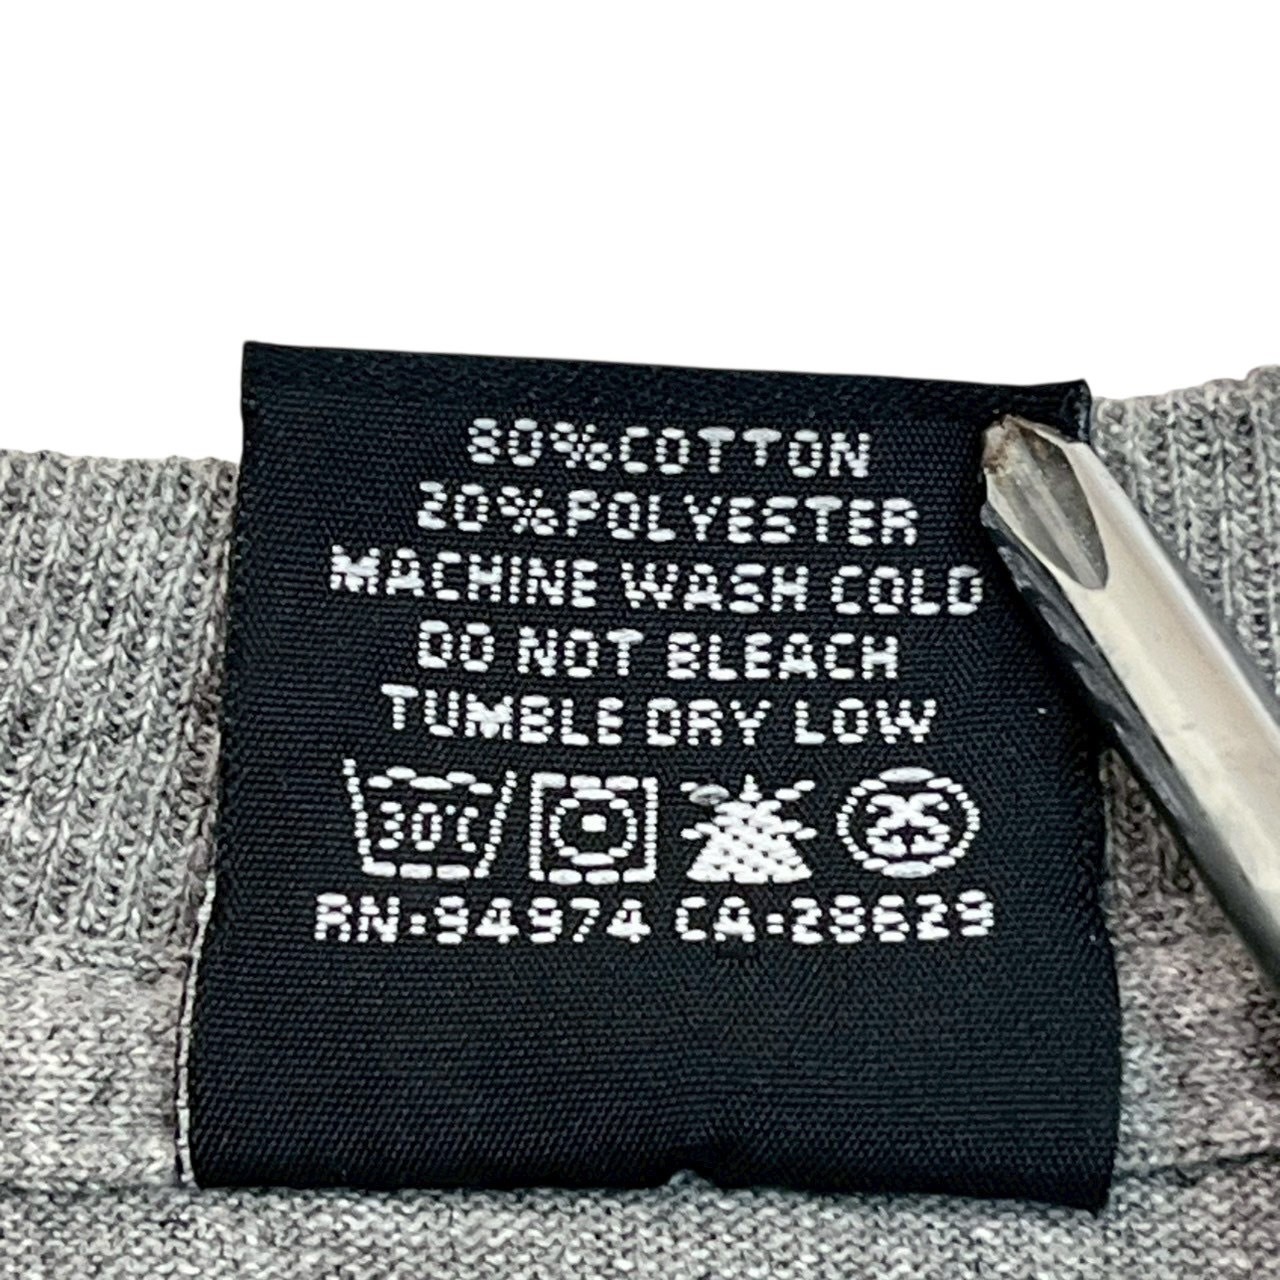 80%COTTON
20%POLYESTER
MACHINE WASH COLD
DO NOT BLEACH
TUMBLE DRY LOW
30°C
RN:94974 CA:28629